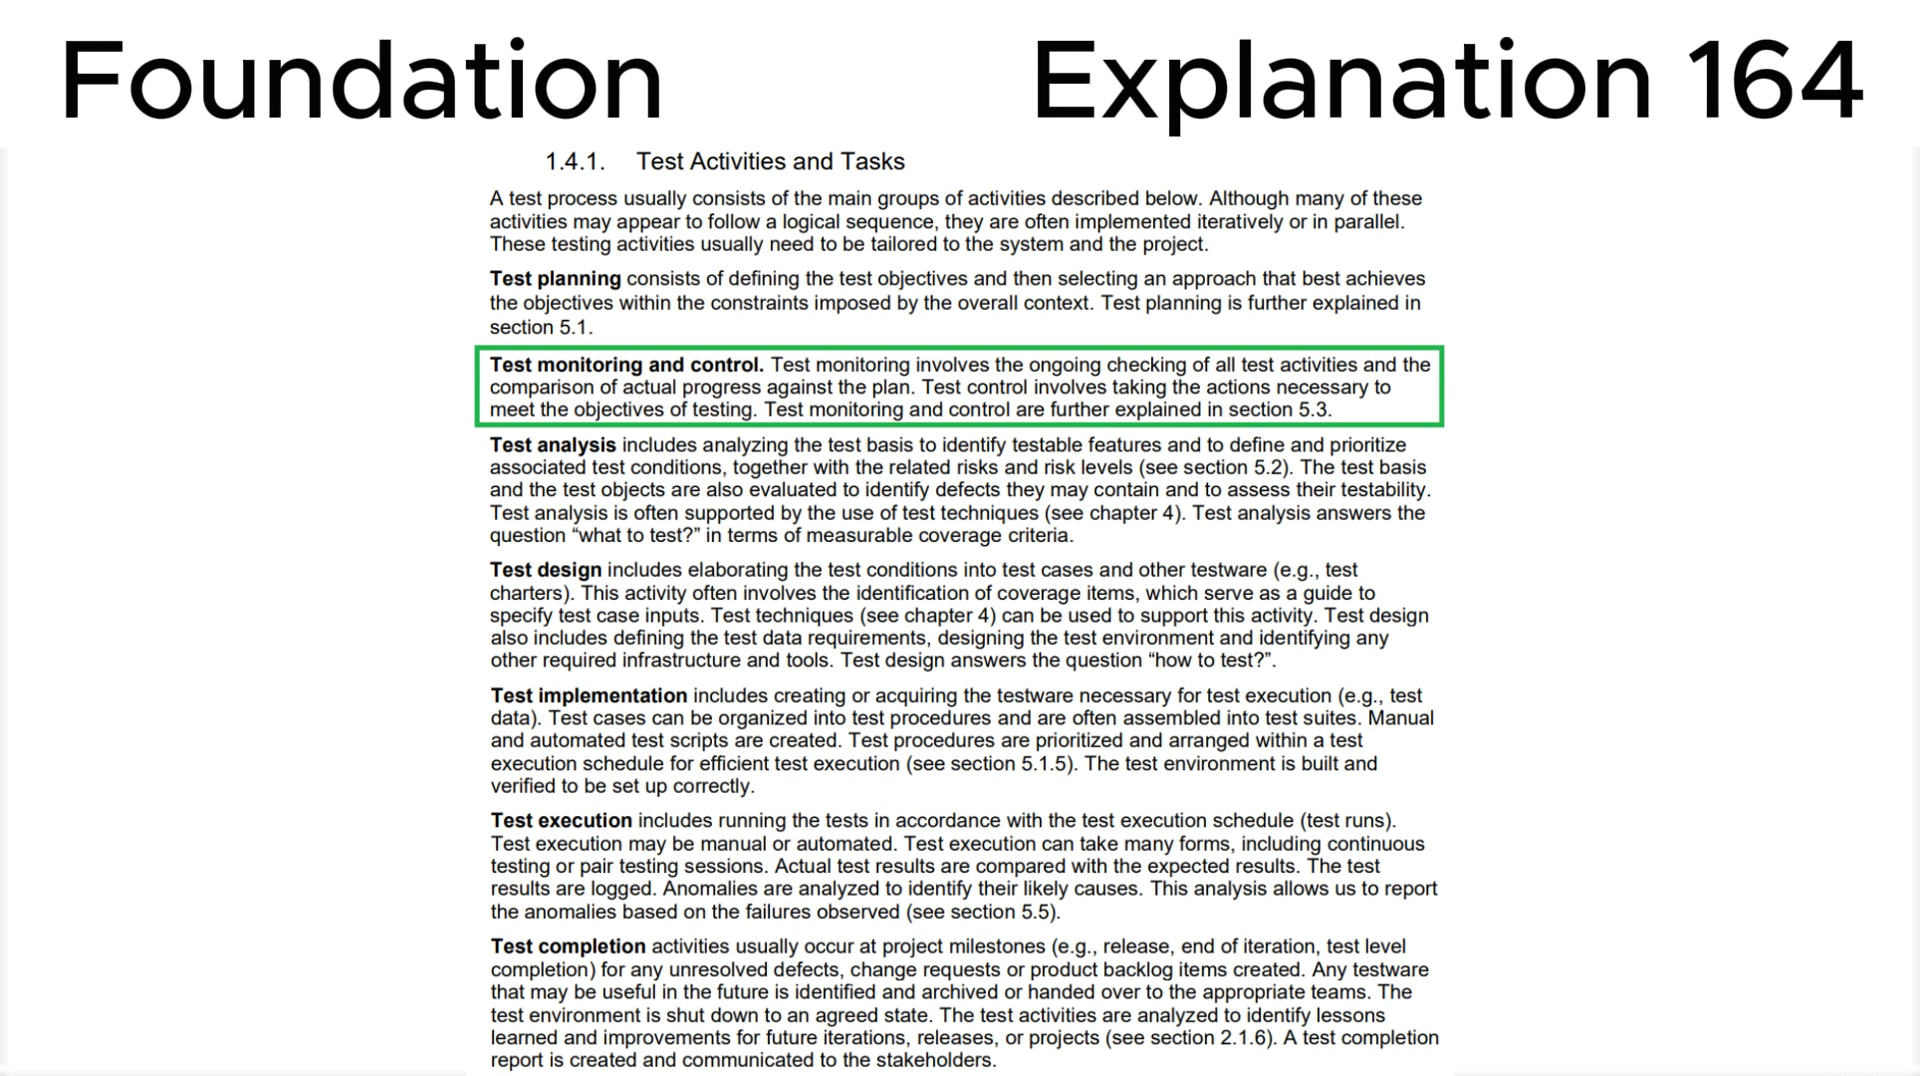 Foundation
Explanation 164
1.4.1. Test Activities and Tasks
A test process usually consists of the main groups of activities described below. Although many of these
activities may appear to follow a logical sequence, they are often implemented iteratively or in parallel.
These testing activities usually need to be tailored to the system and the project.
Test planning consists of defining the test objectives and then selecting an approach that best achieves
the objectives within the constraints imposed by the overall context. Test planning is further explained in
section 5.1.
Test monitoring and control. Test monitoring involves the ongoing checking of all test activities and the
comparison of actual progress against the plan. Test control involves taking the actions necessary to
meet the objectives of testing. Test monitoring and control are further explained in section 5.3.
Test analysis includes analyzing the test basis to identify testable features and to define and prioritize
associated test conditions, together with the related risks and risk levels (see section 5.2). The test basis
and the test objects are also evaluated to identify defects they may contain and to assess their testability.
Test analysis is often supported by the use of test techniques (see chapter 4). Test analysis answers the
question “what to test?” in terms of measurable coverage criteria.
Test design includes elaborating the test conditions into test cases and other testware (e.g., test
charters). This activity often involves the identification of coverage items, which serve as a guide to
specify test case inputs. Test techniques (see chapter 4) can be used to support this activity. Test design
also includes defining the test data requirements, designing the test environment and identifying any
other required infrastructure and tools. Test design answers the question “how to test?”.
Test implementation includes creating or acquiring the testware necessary for test execution (e.g., test
data). Test cases can be organized into test procedures and are often assembled into test suites. Manual
and automated test scripts are created. Test procedures are prioritized and arranged within a test
execution schedule for efficient test execution (see section 5.1.5). The test environment is built and
verified to be set up correctly.
Test execution includes running the tests in accordance with the test execution schedule (test runs).
Test execution may be manual or automated. Test execution can take many forms, including continuous
testing or pair testing sessions. Actual test results are compared with the expected results. The test
results are logged. Anomalies are analyzed to identify their likely causes. This analysis allows us to report
the anomalies based on the failures observed (see section 5.5).
Test completion activities usually occur at project milestones (e.g., release, end of iteration, test level
completion) for any unresolved defects, change requests or product backlog items created. Any testware
that may be useful in the future is identified and archived or handed over to the appropriate teams. The
test environment is shut down to an agreed state. The test activities are analyzed to identify lessons
learned and improvements for future iterations, releases, or projects (see section 2.1.6). A test completion
report is created and communicated to the stakeholders.